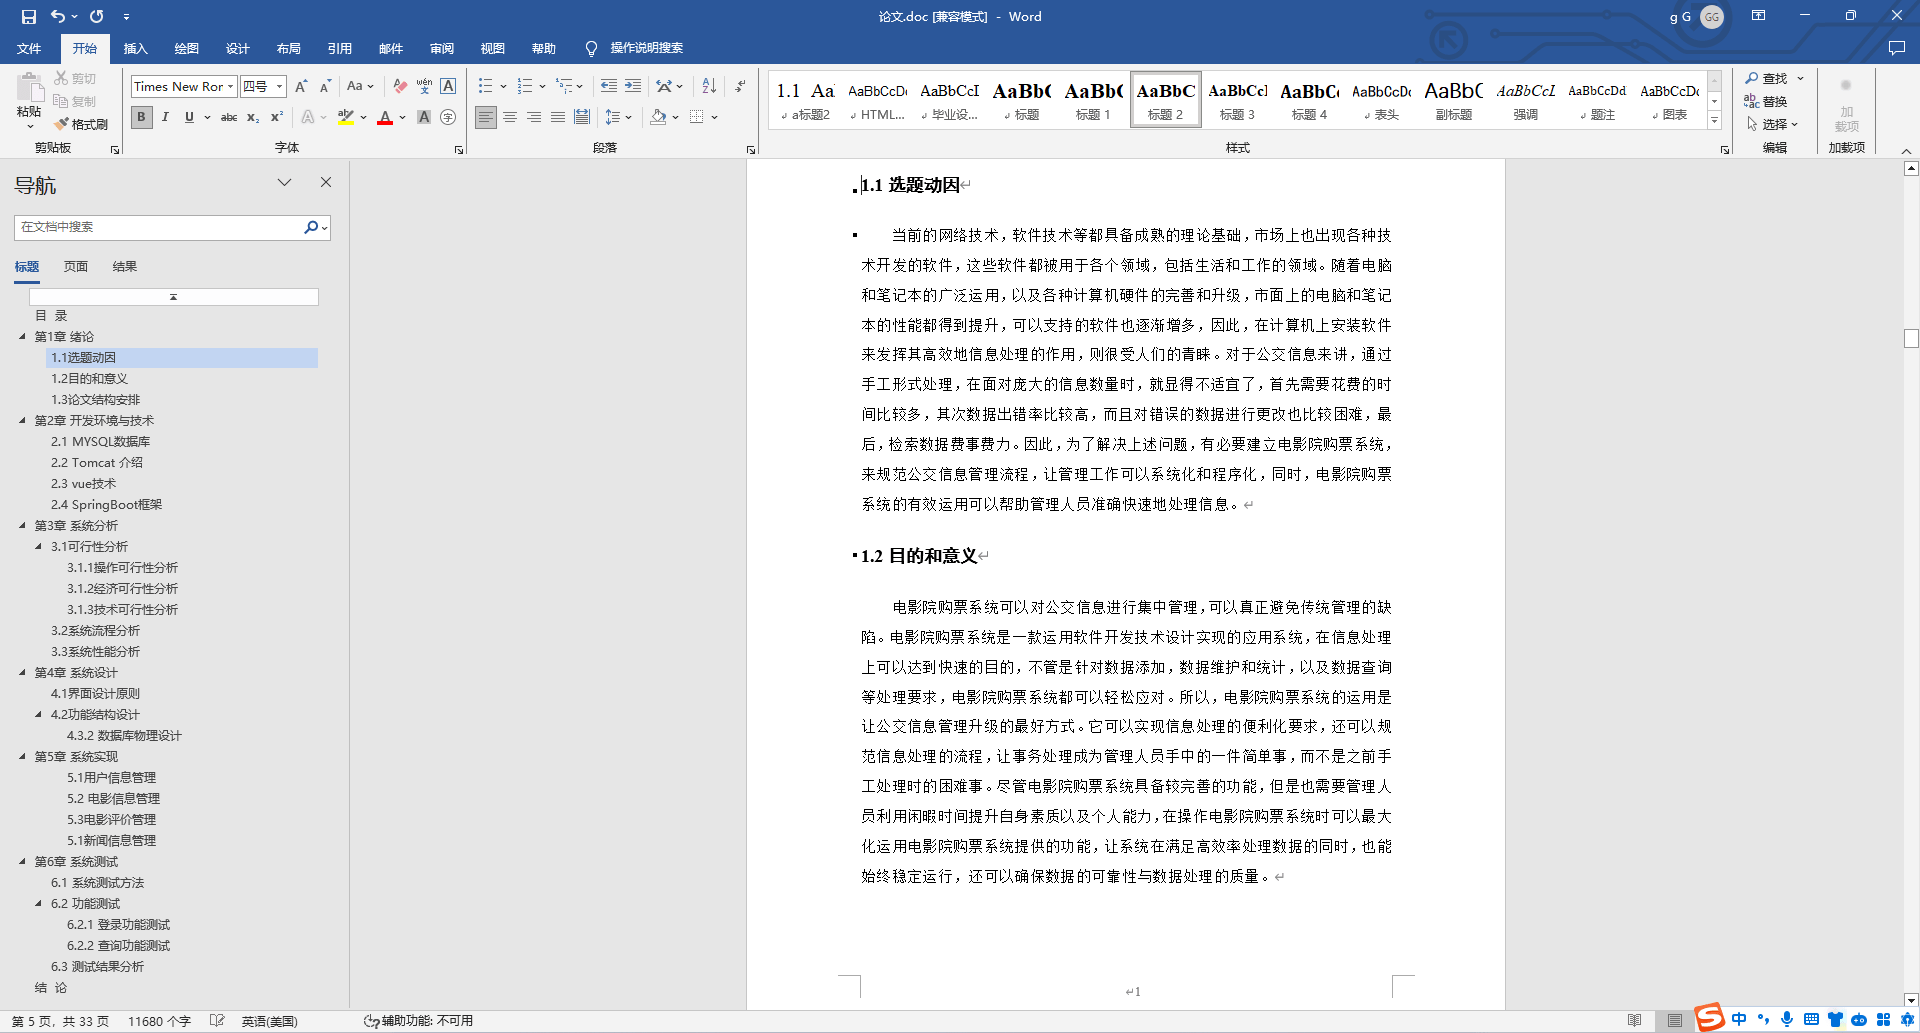 论文.doc [兼容模式] - Word
g G GG
文件 开始 插入 绘图 设计 布局 引用 邮件 审阅 视图 帮助 操作说明搜索
粘贴 剪切 复制 格式刷
Times New Ror 四号
1.1 Aal AaBbCcDc AaBbCcI AaBb( AaBb( AaBbC AaBbCcl AaBbC( AaBbCcDc AaBbC AaBbCcL AaBbCcDd AaBbCcDc
a标题2 HTML... 毕业设... 标题 标题 1 标题 2 标题 3 标题 4 表头 副标题 强调 题注 图表
查找
替换
选择
加
载项
剪贴板 字体 段落 样式 编辑 加载项
导航
在文档中搜索
标题 页面 结果
目 录
第1章 绪论
1.1选题动因
1.2目的和意义
1.3论文结构安排
第2章 开发环境与技术
2.1 MYSQL数据库
2.2 Tomcat 介绍
2.3 vue技术
2.4 SpringBoot框架
第3章 系统分析
3.1可行性分析
3.1.1操作可行性分析
3.1.2经济可行性分析
3.1.3技术可行性分析
3.2系统流程分析
3.3系统性能分析
第4章 系统设计
4.1界面设计原则
4.2功能结构设计
4.3.2 数据库物理设计
第5章 系统实现
5.1用户信息管理
5.2 电影信息管理
5.3电影评价管理
5.1新闻信息管理
第6章 系统测试
6.1 系统测试方法
6.2 功能测试
6.2.1 登录功能测试
6.2.2 查询功能测试
6.3 测试结果分析
结 论
1.1 选题动因
当前的网络技术，软件技术等都具备成熟的理论基础，市场上也出现各种技
术开发的软件，这些软件都被用于各个领域，包括生活和工作的领域。随着电脑
和笔记本的广泛运用，以及各种计算机硬件的完善和升级，市面上的电脑和笔记
本的性能都得到提升，可以支持的软件也逐渐增多，因此，在计算机上安装软件
来发挥其高效地信息处理的作用，则很受人们的青睐。对于公交信息来讲，通过
手工形式处理，在面对庞大的信息数量时，就显得不适宜了，首先需要花费的时
间比较多，其次数据出错率比较高，而且对错误的数据进行更改也比较困难，最
后，检索数据费事费力。因此，为了解决上述问题，有必要建立电影院购票系统，
来规范公交信息管理流程，让管理工作可以系统化和程序化，同时，电影院购票
系统的有效运用可以帮助管理人员准确快速地处理信息。
1.2 目的和意义
电影院购票系统可以对公交信息进行集中管理，可以真正避免传统管理的缺
陷。电影院购票系统是一款运用软件开发技术设计实现的应用系统，在信息处理
上可以达到快速的目的，不管是针对数据添加，数据维护和统计，以及数据查询
等处理要求，电影院购票系统都可以轻松应对。所以，电影院购票系统的运用是
让公交信息管理升级的最好方式。它可以实现信息处理的便利化要求，还可以规
范信息处理的流程，让事务处理成为管理人员手中的一件简单事，而不是之前手
工处理时的困难事。尽管电影院购票系统具备较完善的功能，但是也需要管理人
员利用闲暇时间提升自身素质以及个人能力，在操作电影院购票系统时可以最大
化运用电影院购票系统提供的功能，让系统在满足高效率处理数据的同时，也能
始终稳定运行，还可以确保数据的可靠性与数据处理的质量。
1
第 5 页，共 33 页 11680 个字 英语(美国) 辅助功能: 不可用
中